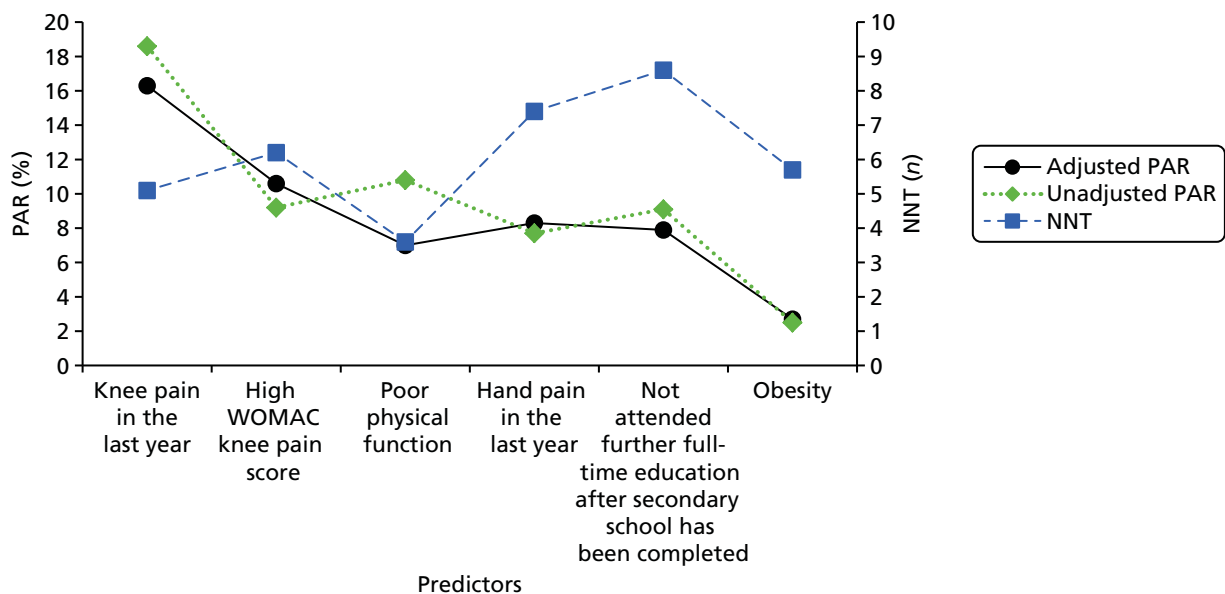 20
18
16
14
12
10
8
6
4
2
0
PAR (%)
10
9
8
7
6
5
4
3
2
1
0
NNT (n)
Knee pain
in the
last year
High
WOMAC
knee pain
score
Poor
physical
function
Hand pain
in the
last year
Not
attended
further full-
time education
after secondary
school has
been completed
Obesity
Predictors
Adjusted PAR
Unadjusted PAR
NNT